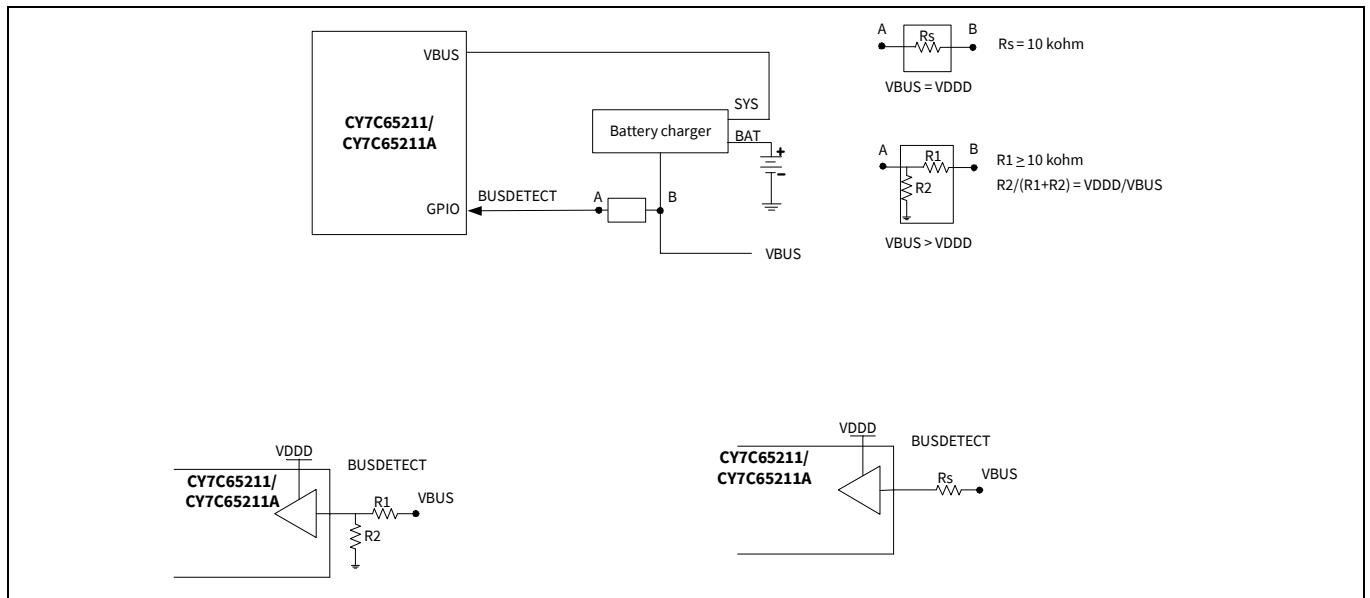 VBUS
CY7C65211/
CY7C65211A
GPIO
BUSDETECT
A
B
Battery charger
SYS
BAT
+
-
VBUS
A
Rs
B
Rs = 10 kohm
VBUS = VDDD
A
R1
B
R2
R1 ≥ 10 kohm
R2/(R1+R2) = VDDD/VBUS
VBUS > VDDD
VDDD
BUSDETECT
CY7C65211/
CY7C65211A
R1
VBUS
R2
VDDD
BUSDETECT
CY7C65211/
CY7C65211A
Rs
VBUS